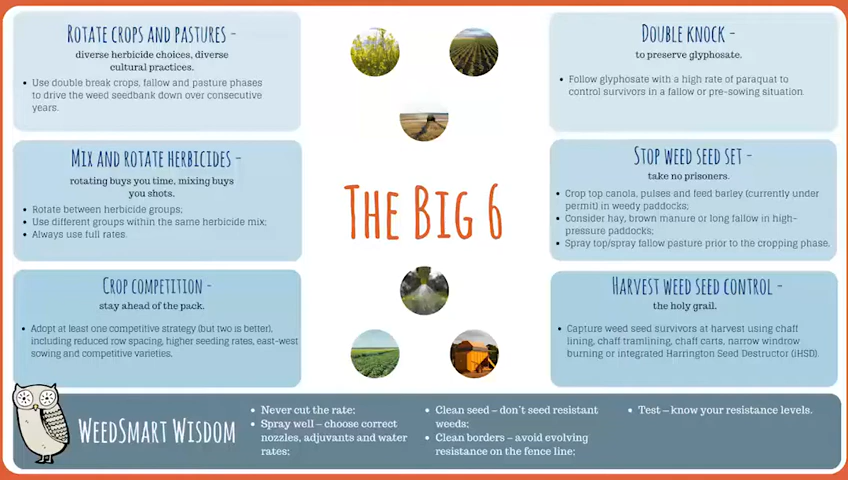 ROTATE CROPS AND PASTURES -
diverse herbicide choices, diverse
cultural practices.
• Use double break crops, fallow and pasture phases
to drive the weed seedbank down over consecutive
years.
MIX AND ROTATE HERBICIDES -
rotating buys you time, mixing buys
you shots.
• Rotate between herbicide groups;
• Use different groups within the same herbicide mix;
• Always use full rates.
CROP COMPETITION -
stay ahead of the pack.
• Adopt at least one competitive strategy (but two is better),
including reduced row spacing, higher seeding rates, east-west
sowing and competitive varieties.
THE BIG 6
DOUBLE KNOCK -
to preserve glyphosate.
• Follow glyphosate with a high rate of paraquat to
control survivors in a fallow or pre-sowing situation.
STOP WEED SEED SET -
take no prisoners.
• Crop top canola, pulses and feed barley (currently under
permit) in weedy paddocks;
• Consider hay, brown manure or long fallow in high-
pressure paddocks;
• Spray top/spray fallow pasture prior to the cropping phase.
HARVEST WEED SEED CONTROL -
the holy grail.
• Capture weed seed survivors at harvest using chaff
lining, chaff tramlining, chaff carts, narrow windrow
burning or integrated Harrington Seed Destructor (iHSD).
WEEDSMART WISDOM
• Never cut the rate;
• Spray well – choose correct
nozzles, adjuvants and water
rates;
• Clean seed – don't seed resistant
weeds;
• Clean borders – avoid evolving
resistance on the fence line;
• Test – know your resistance levels.